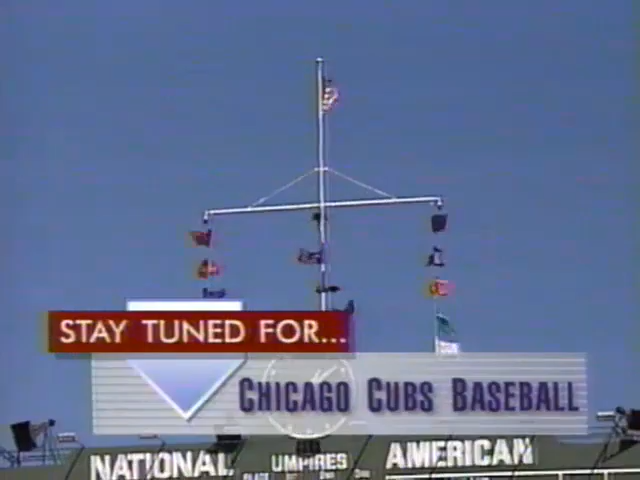 STAY TUNED FOR...
CHICAGO CUBS BASEBALL
NATIONAL UMPIRES AMERICAN